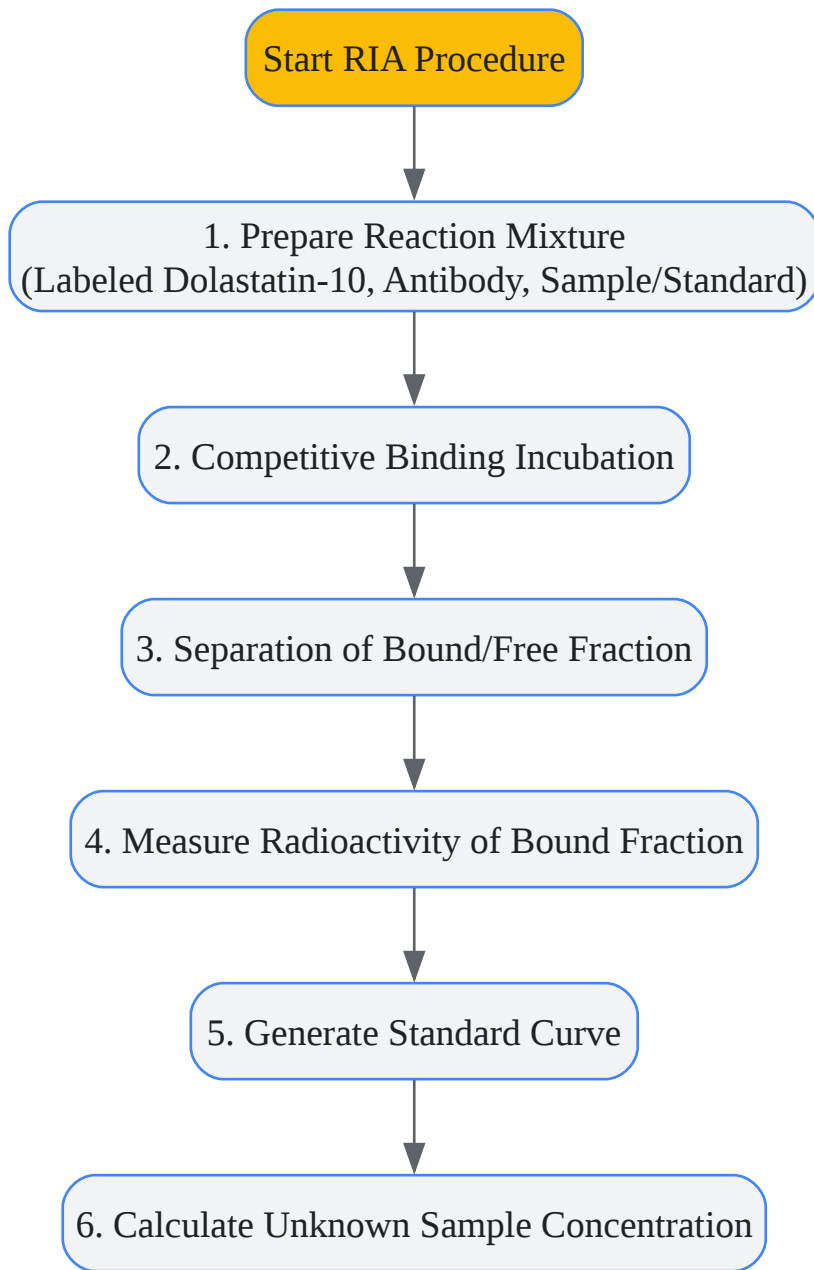 Start RIA Procedure
1. Prepare Reaction Mixture
(Labeled Dolastatin-10, Antibody, Sample/Standard)
2. Competitive Binding Incubation
3. Separation of Bound/Free Fraction
4. Measure Radioactivity of Bound Fraction
5. Generate Standard Curve
6. Calculate Unknown Sample Concentration